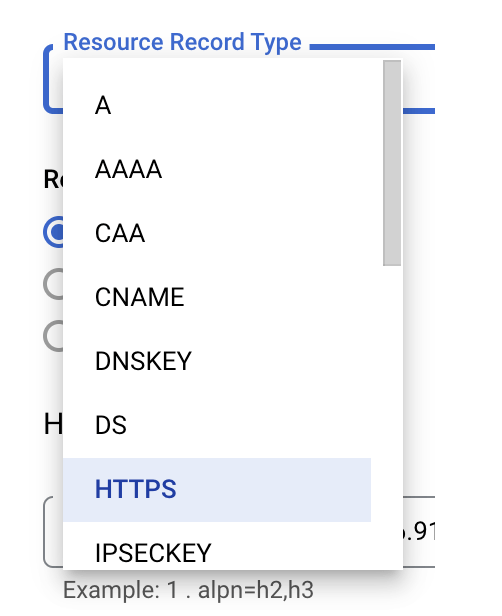 Resource Record Type
A
AAAA
CAA
CNAME
DNSKEY
DS
HTTPS
IPSECKEY
Example: 1 . alpn=h2,h3